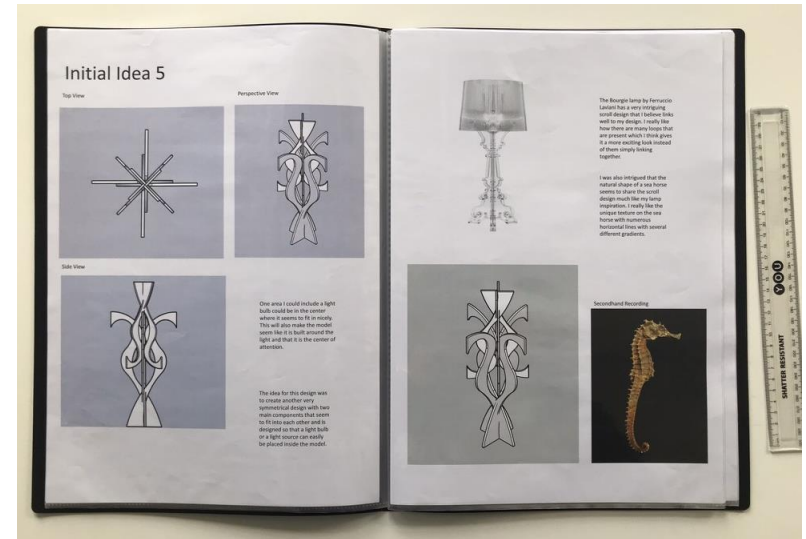 Initial Idea 5
Top View
Perspective View
Side View
One area I could include a light
bulb could be in the center
where it seems to fit in nicely.
This will also make the model
seem like it is built around the
light and that it is the center of
attention.
The idea for this design was
to create another very
symmetrical design with two
main components that seem
to fit into each other and is
designed so that a light bulb
or a light source can easily
be placed inside the model.
The Bourgie lamp by Ferruccio
Laviani has a very intriguing
scroll design that I believe links
well to my design. I really like
how there are many loops that
are present which I think gives
it a more exciting look instead
of them simply linking
together.
I was also intrigued that the
natural shape of a sea horse
seems to share the scroll
design much like my lamp
inspiration. I really like the
unique texture on the sea
horse with numerous
horizontal lines with several
different gradients.
Secondhand Recording
YOU
SHATTER RESISTANT